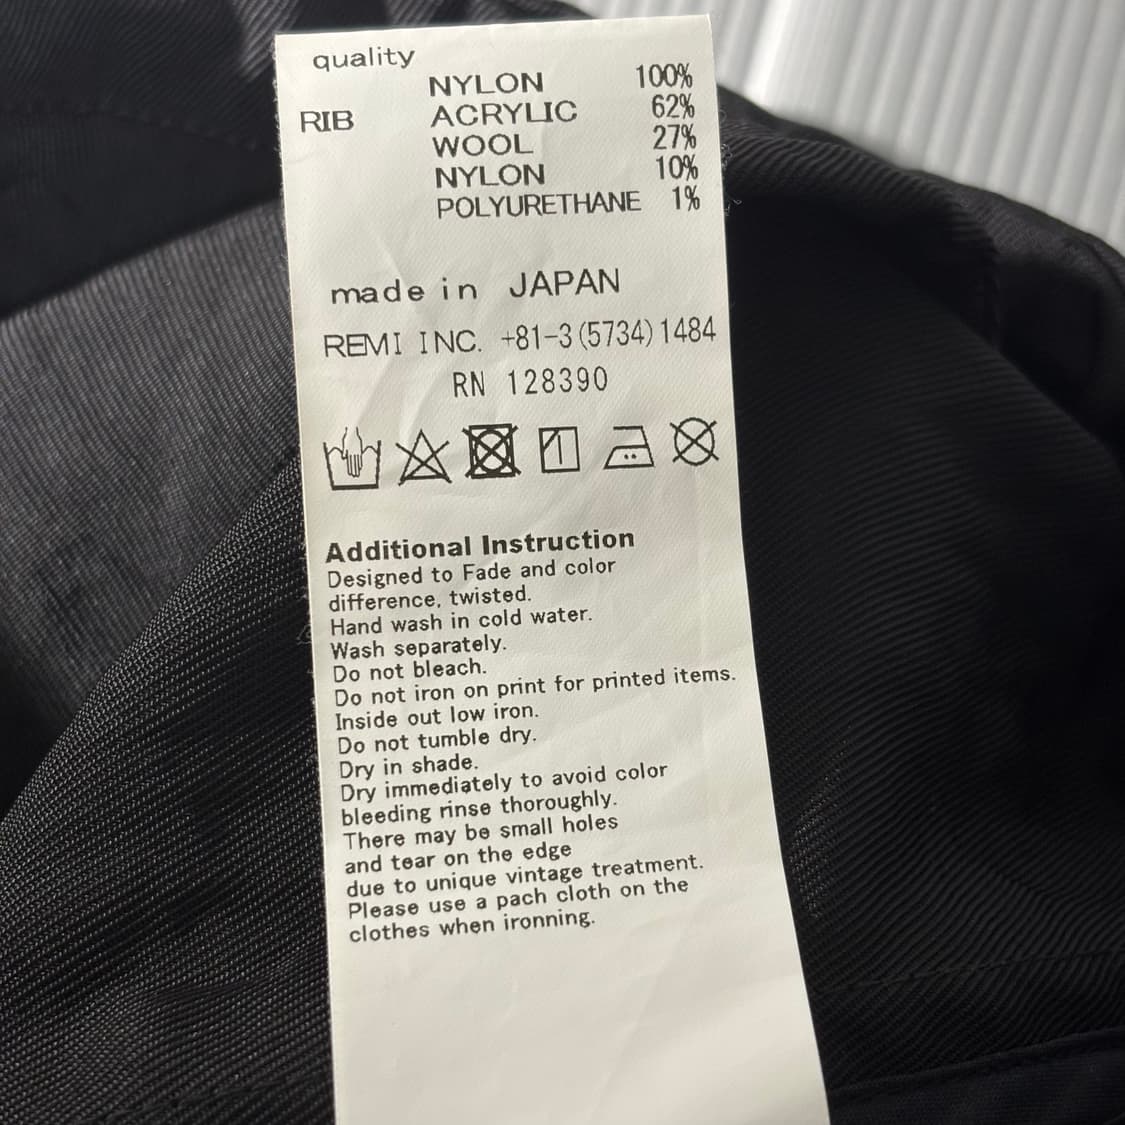 quality
NYLON 100%
RIB ACRYLIC 62%
WOOL 27%
NYLON 10%
POLYURETHANE 1%
made in JAPAN
REMI INC. +81-3(5734)1484
RN 128390
Additional Instruction
Designed to Fade and color
difference, twisted.
Hand wash in cold water.
Wash separately.
Do not bleach.
Do not iron on print for printed items.
Inside out low iron.
Do not tumble dry.
Dry in shade.
Dry immediately to avoid color
bleeding rinse thoroughly.
There may be small holes
and tear on the edge
due to unique vintage treatment.
Please use a pach cloth on the
clothes when ironning.